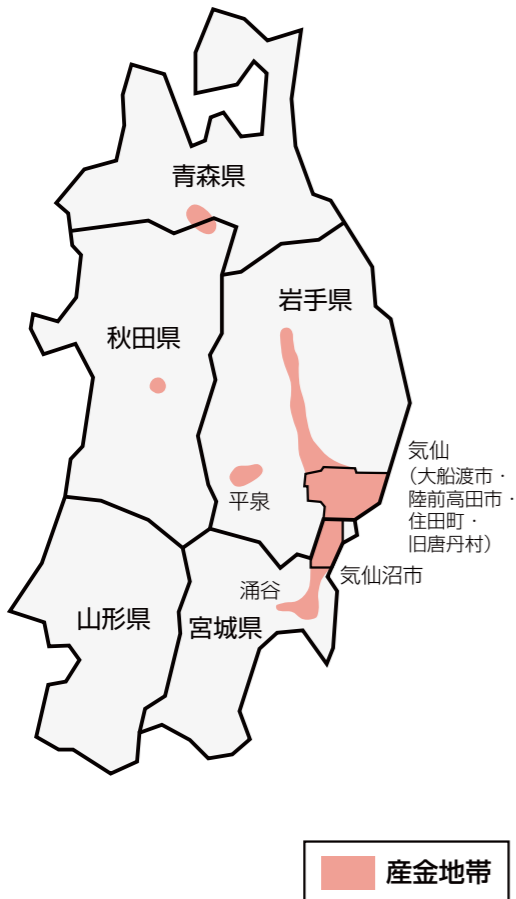 青森県
岩手県
秋田県
気仙
（大船渡市・
陸前高田市・
住田町・
旧唐丹村）
平泉
気仙沼市
涌谷
山形県
宮城県
産金地帯